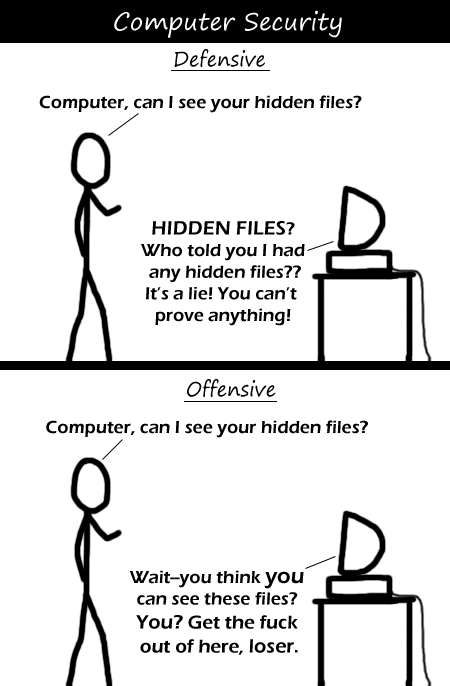 Computer Security
Defensive
Computer, can I see your hidden files?
HIDDEN FILES?
Who told you I had
any hidden files??
It's a lie! You can't
prove anything!
Offensive
Computer, can I see your hidden files?
Wait--you think you
can see these files?
You? Get the fuck
out of here, loser.